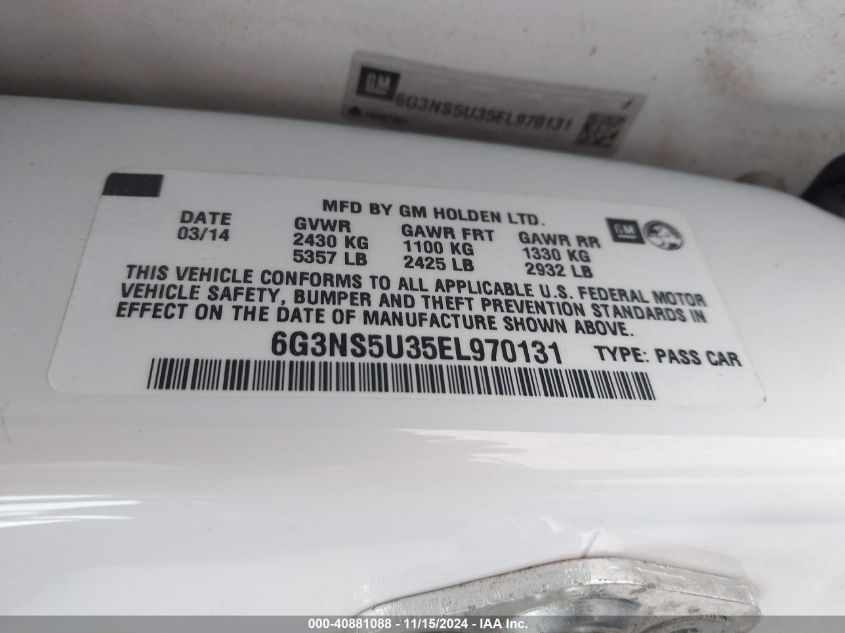 GM
6G3NS5U35EL970131
MFD BY GM HOLDEN LTD.
DATE
03/14
GVWR
2430 KG
5357 LB
GAWR FRT
1100 KG
2425 LB
GAWR RR
1330 KG
2932 LB
GM
THIS VEHICLE CONFORMS TO ALL APPLICABLE U.S. FEDERAL MOTOR
VEHICLE SAFETY, BUMPER AND THEFT PREVENTION STANDARDS IN
EFFECT ON THE DATE OF MANUFACTURE SHOWN ABOVE.
6G3NS5U35EL970131 TYPE: PASS CAR
000-40881088 - 11/15/2024 - IAA Inc.